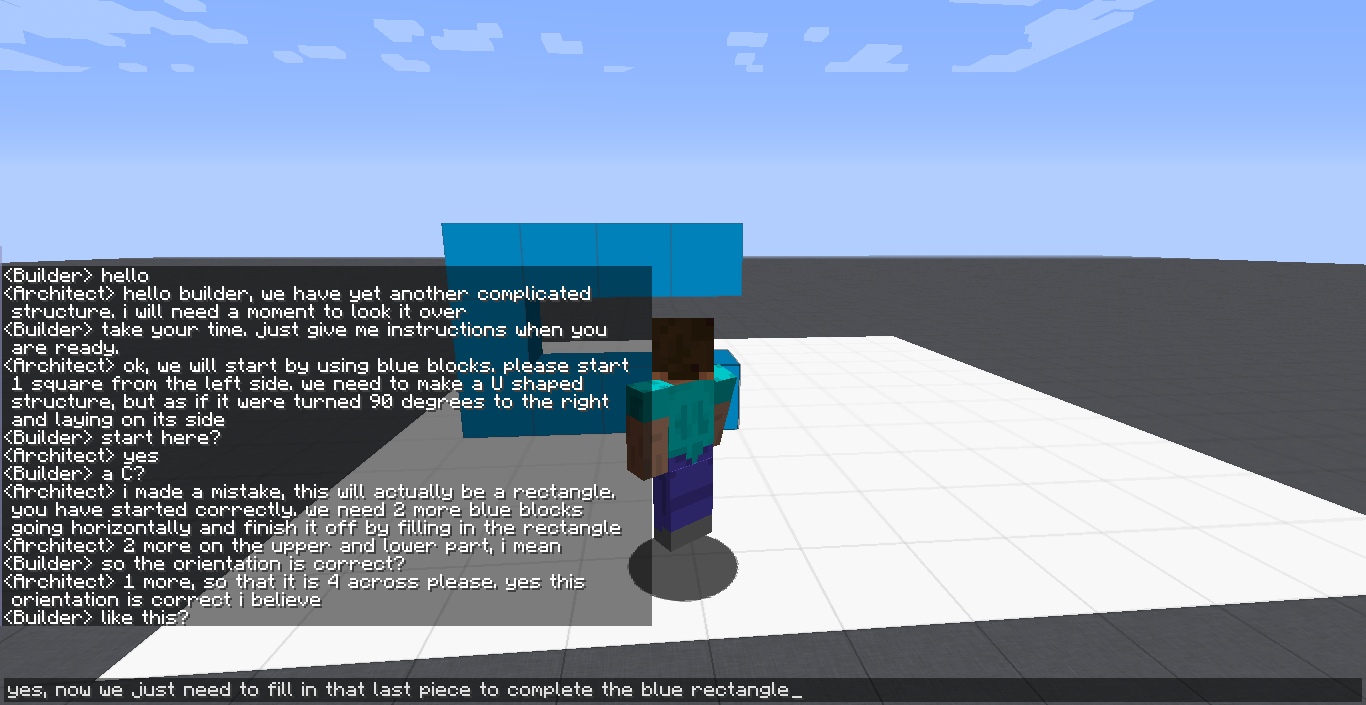 <Builder> hello
<Architect> hello builder, we have yet another complicated
structure. i will need a moment to look it over
<Builder> take your time. just give me instructions when you
are ready.
<Architect> ok, we will start by using blue blocks. please start
1 square from the left side. we need to make a U shaped
structure, but as if it were turned 90 degrees to the right
and laying on its side
<Builder> start here?
<Architect> yes
<Builder> a C?
<Architect> i made a mistake, this will actually be a rectangle.
you have started correctly. we need 2 more blue blocks
going horizontally and finish it off by filling in the rectangle
<Architect> 2 more on the upper and lower part, i mean
<Builder> so the orientation is correct?
<Architect> 1 more, so that it is 4 across please. yes this
orientation is correct i believe
<Builder> like this?
yes, now we just need to fill in that last piece to complete the blue rectangle_